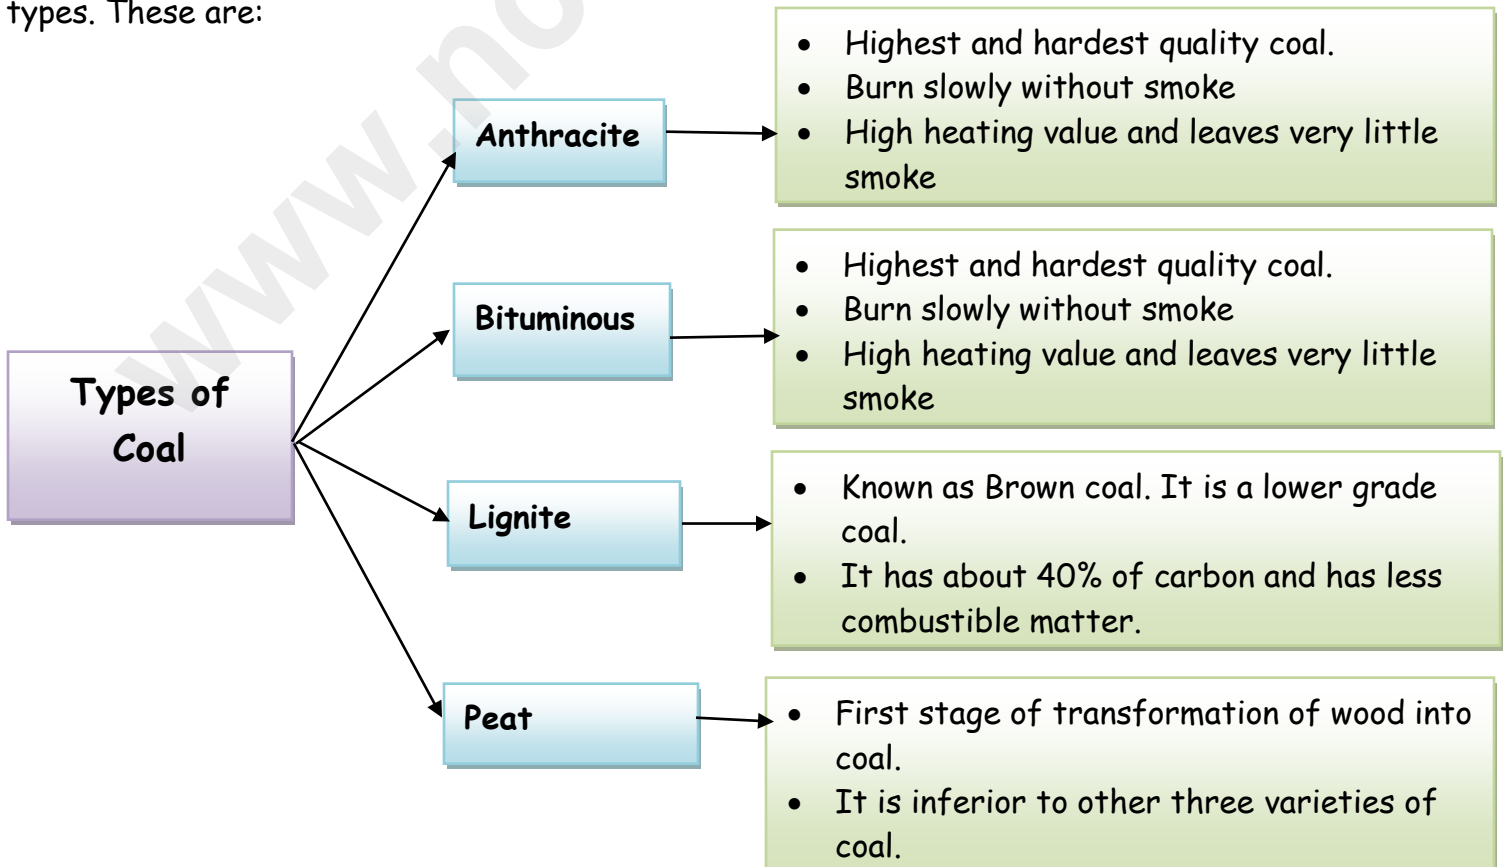 types. These are:
Types of
Coal
Anthracite
• Highest and hardest quality coal.
• Burn slowly without smoke
• High heating value and leaves very little
smoke
Bituminous
• Highest and hardest quality coal.
• Burn slowly without smoke
• High heating value and leaves very little
smoke
Lignite
• Known as Brown coal. It is a lower grade
coal.
• It has about 40% of carbon and has less
combustible matter.
Peat
• First stage of transformation of wood into
coal.
• It is inferior to other three varieties of
coal.
www.no